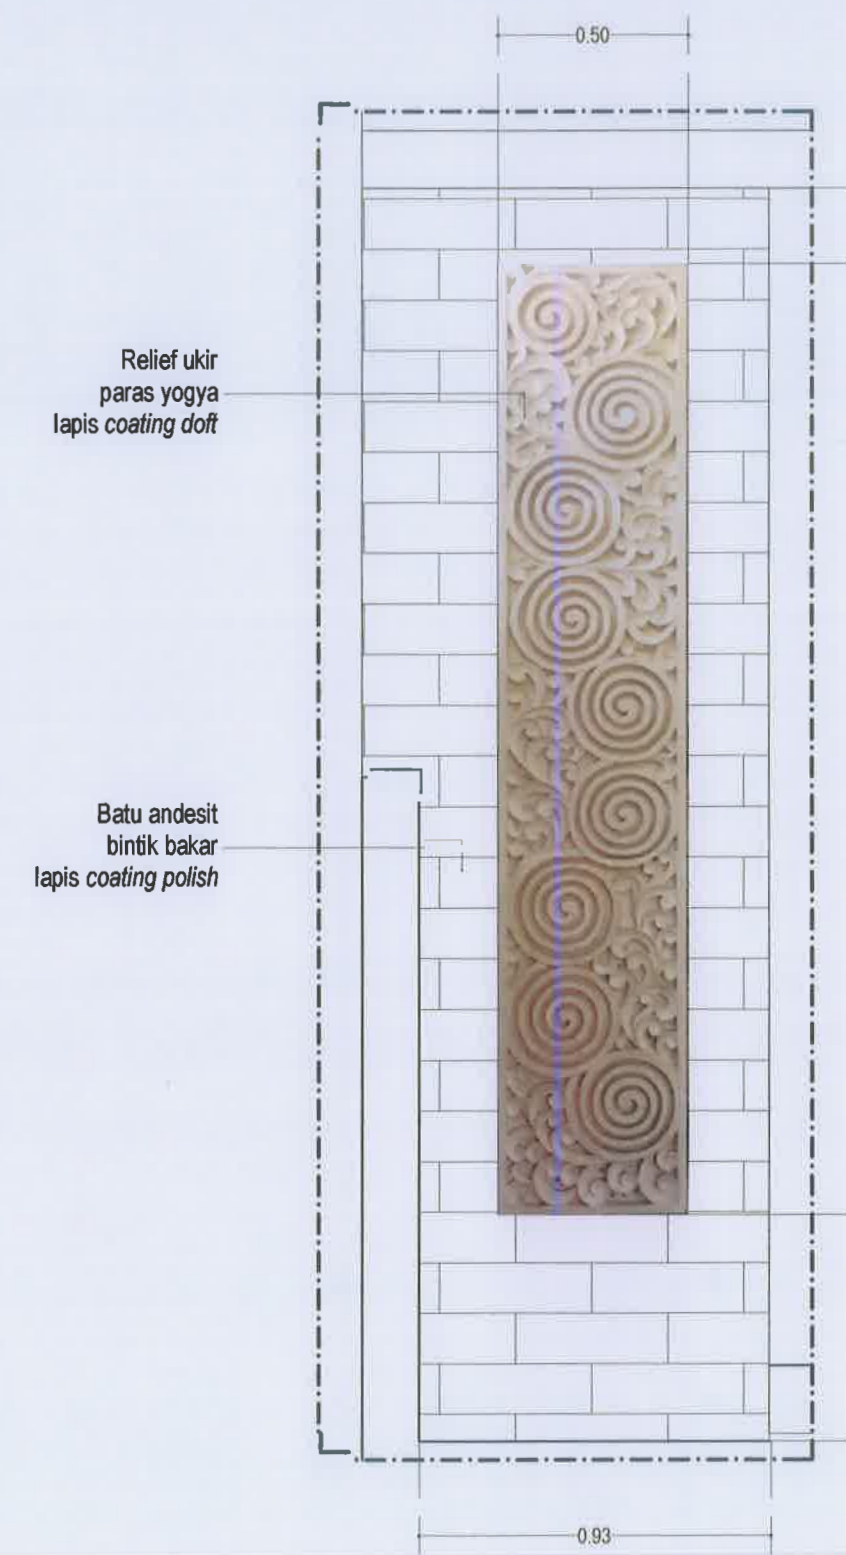 0.50
Relief ukir
paras yogya
lapis coating doft
Batu andesit
bintik bakar
lapis coating polish
0.93